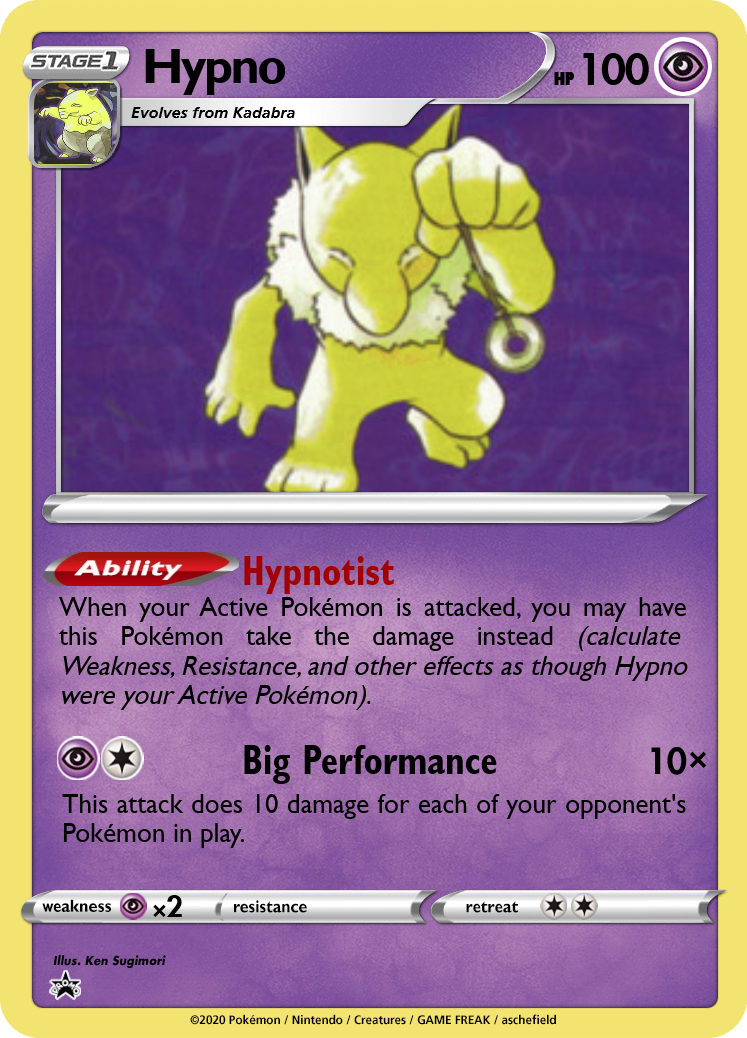 STAGE1
Hypno
HP 100
Evolves from Kadabra
Ability Hypnotist
When your Active Pokémon is attacked, you may have
this Pokémon take the damage instead (calculate
Weakness, Resistance, and other effects as though Hypno
were your Active Pokémon).
Big Performance 10×
This attack does 10 damage for each of your opponent's
Pokémon in play.
weakness ×2 resistance retreat
Illus. Ken Sugimori
PROMO
©2020 Pokémon / Nintendo / Creatures / GAME FREAK / aschefield